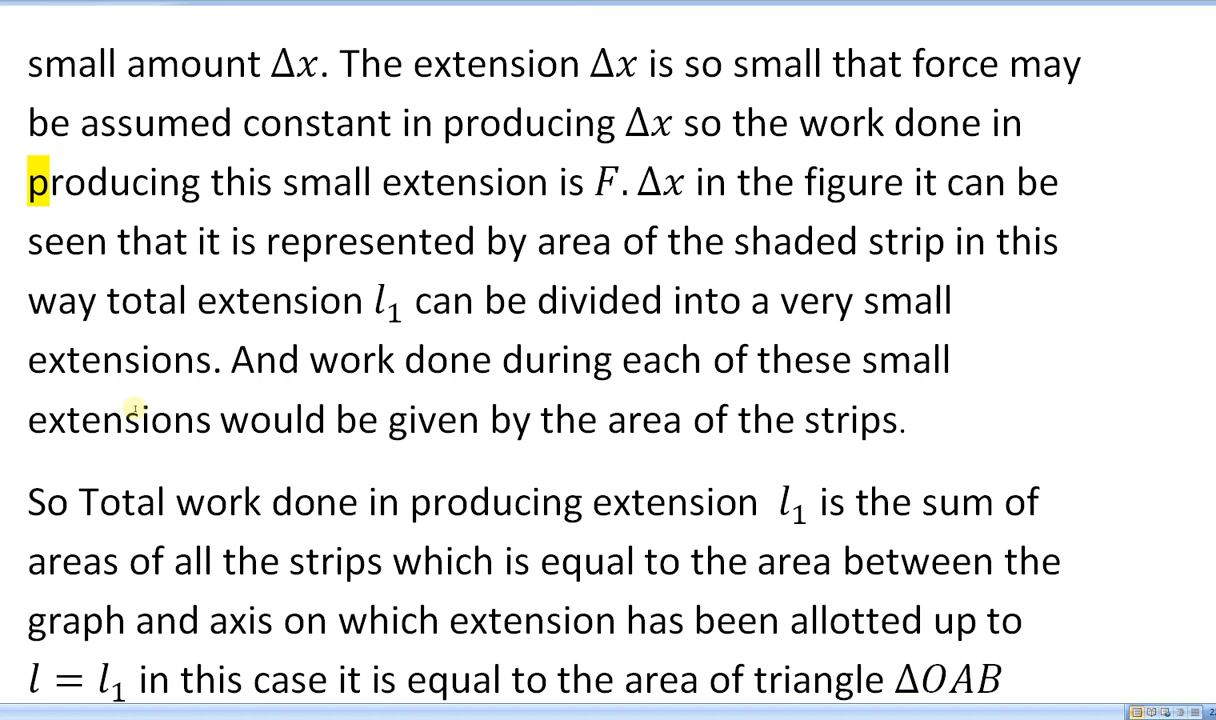 small amount Δx. The extension Δx is so small that force may
be assumed constant in producing Δx so the work done in
producing this small extension is F. Δx in the figure it can be
seen that it is represented by area of the shaded strip in this
way total extension l₁ can be divided into a very small
extensions. And work done during each of these small
extensions would be given by the area of the strips.
So Total work done in producing extension l₁ is the sum of
areas of all the strips which is equal to the area between the
graph and axis on which extension has been allotted up to
l = l₁ in this case it is equal to the area of triangle ΔOAB